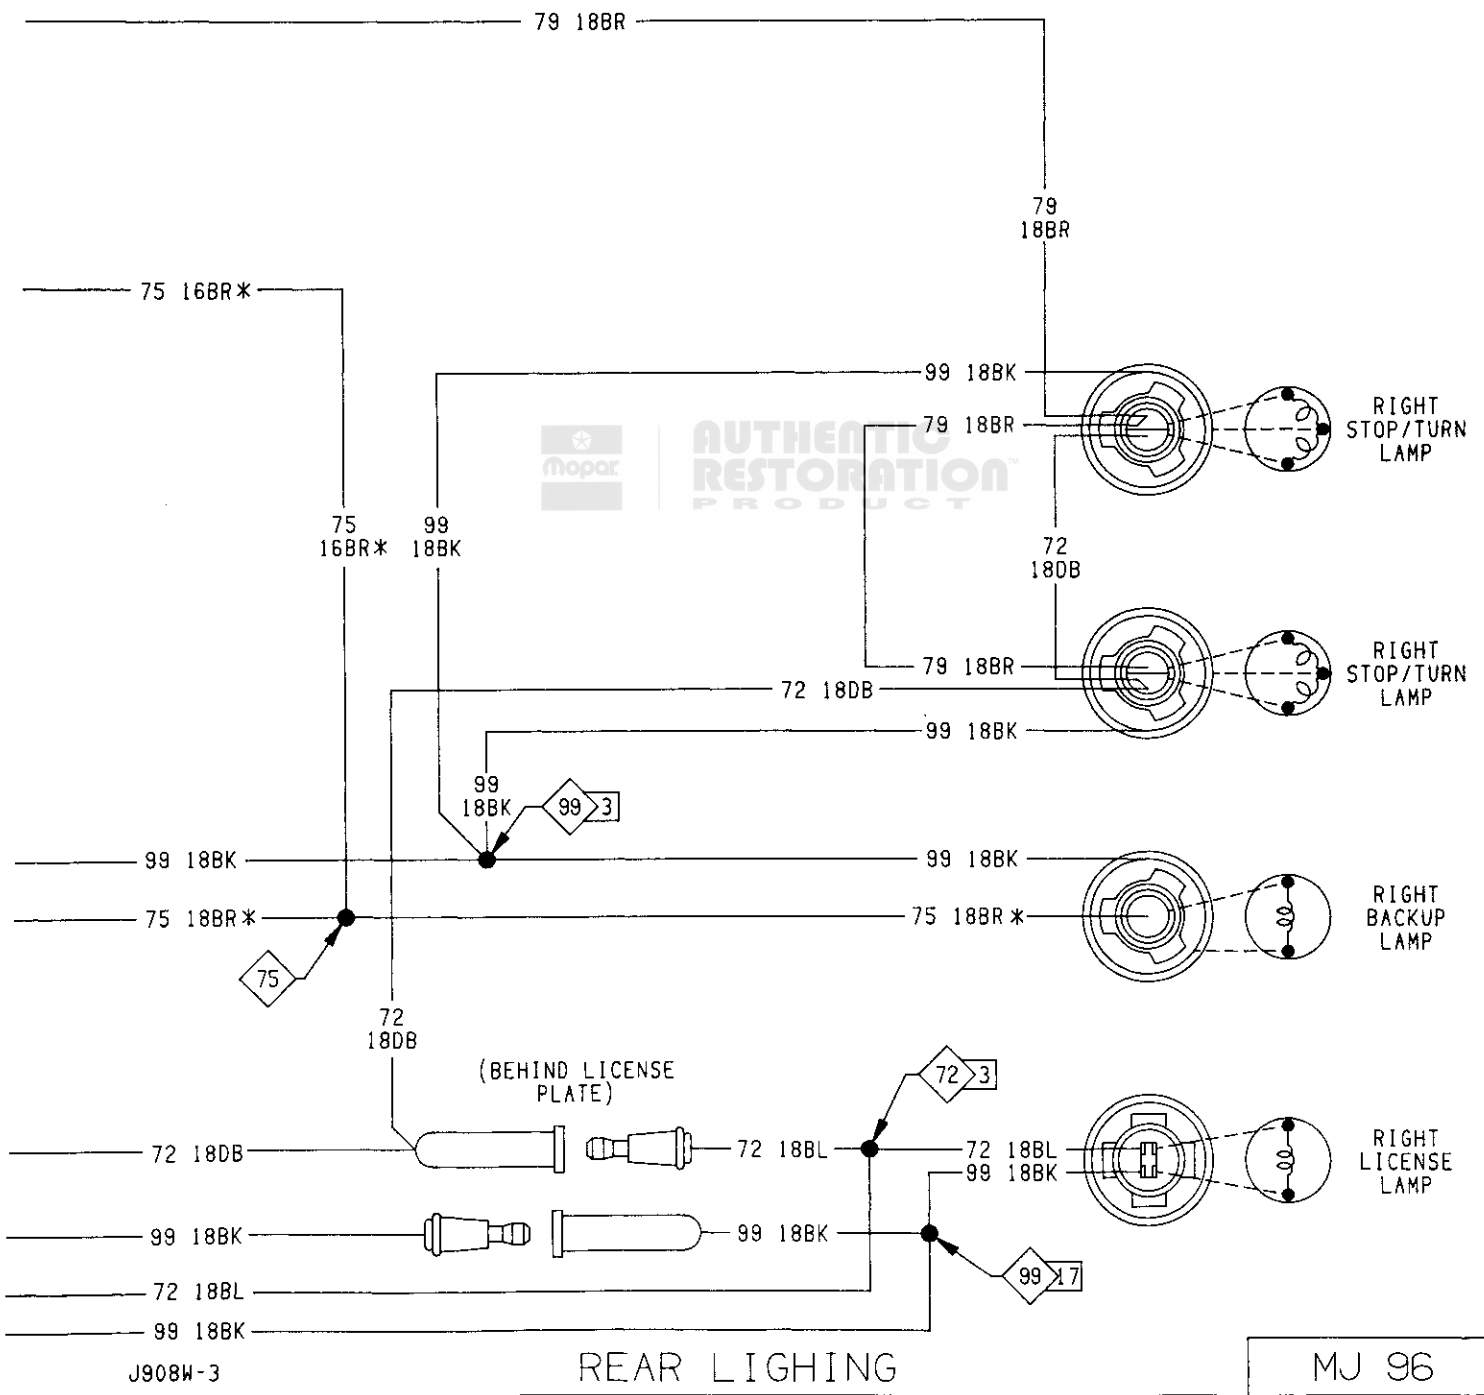 79 18BR
79
18BR
75 16BR*
99 18BK
RIGHT
STOP/TURN
LAMP
79 18BR
Mopar
AUTHENTIC
RESTORATION™
PRODUCT
75
16BR*
99
18BK
72
18DB
79 18BR
RIGHT
STOP/TURN
LAMP
72 18DB
99 18BK
99
18BK
99 3
99 18BK
99 18BK
75 18BR*
75 18BR*
RIGHT
BACKUP
LAMP
75
72
18DB
(BEHIND LICENSE
PLATE)
72 3
72 18DB
72 18BL
72 18BL
99 18BK
RIGHT
LICENSE
LAMP
99 18BK
99 18BK
99 17
72 18BL
99 18BK
J908W-3
REAR LIGHING
MJ 96